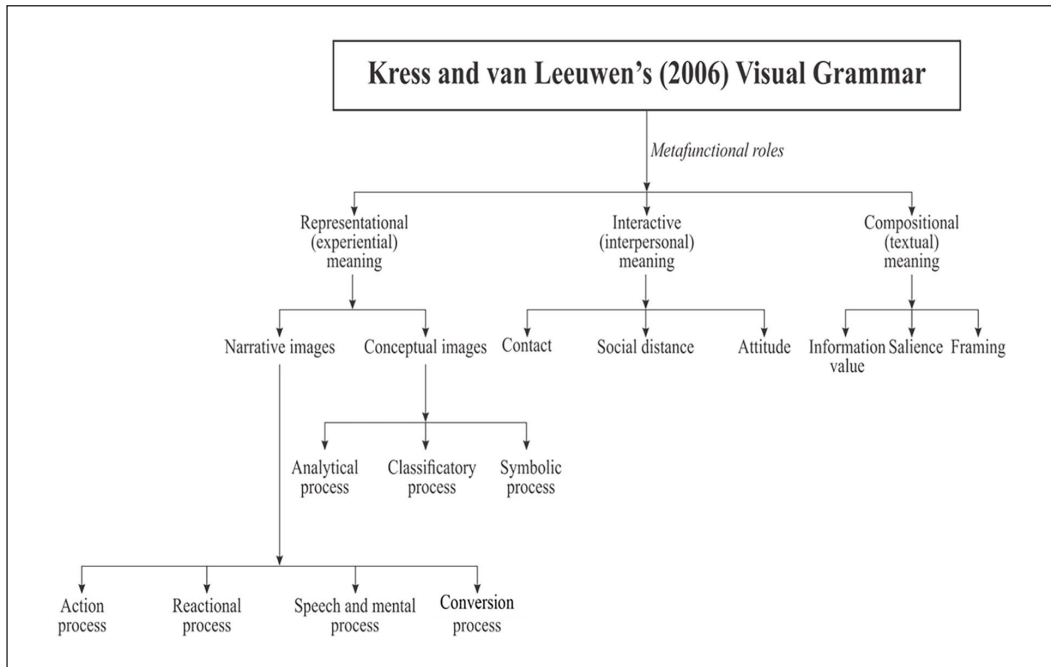 Kress and van Leeuwen’s (2006) Visual Grammar
Metafunctional roles
Representational
(experiential)
meaning
Interactive
(interpersonal)
meaning
Compositional
(textual)
meaning
Narrative images
Conceptual images
Contact
Social distance
Attitude
Information
value
Salience
Framing
Analytical
process
Classificatory
process
Symbolic
process
Action
process
Reactional
process
Speech and mental
process
Conversion
process